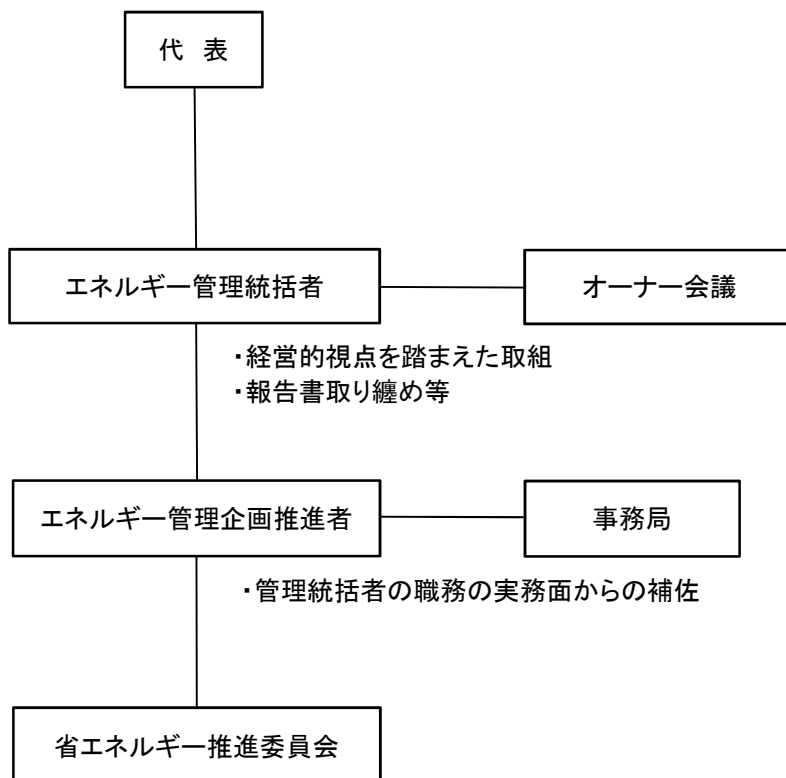 代 表
エネルギー管理統括者
オーナー会議
・経営的視点を踏まえた取組
・報告書取り纏め等
エネルギー管理企画推進者
事務局
・管理統括者の職務の実務面からの補佐
省エネルギー推進委員会